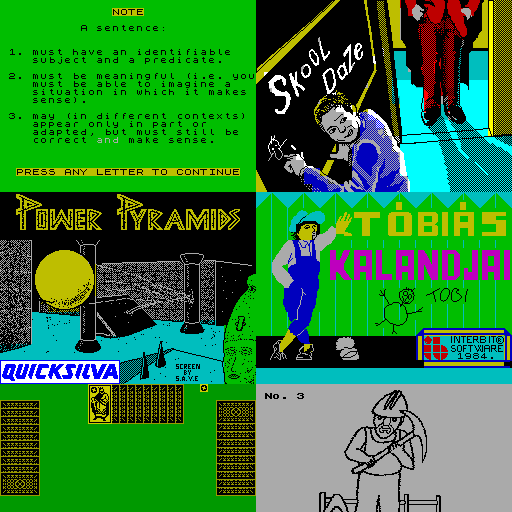 NOTE
A sentence:
1. must have an identifiable
subject and a predicate.
2. must be meaningful (i.e. you
must be able to imagine a
situation in which it makes
sense).
3. may (in different contexts)
appear only in part or
adapted, but must still be
correct and make sense.
PRESS ANY LETTER TO CONTINUE
SKOOL
DAZE
POWER PYRAMIDS
QUICKSILVA
SCREEN
BY
S.A.Y.E
TÓBIÁS
KALANDJAI
TOBI
INTERBIT®
SOFTWARE
1984.
No. 3